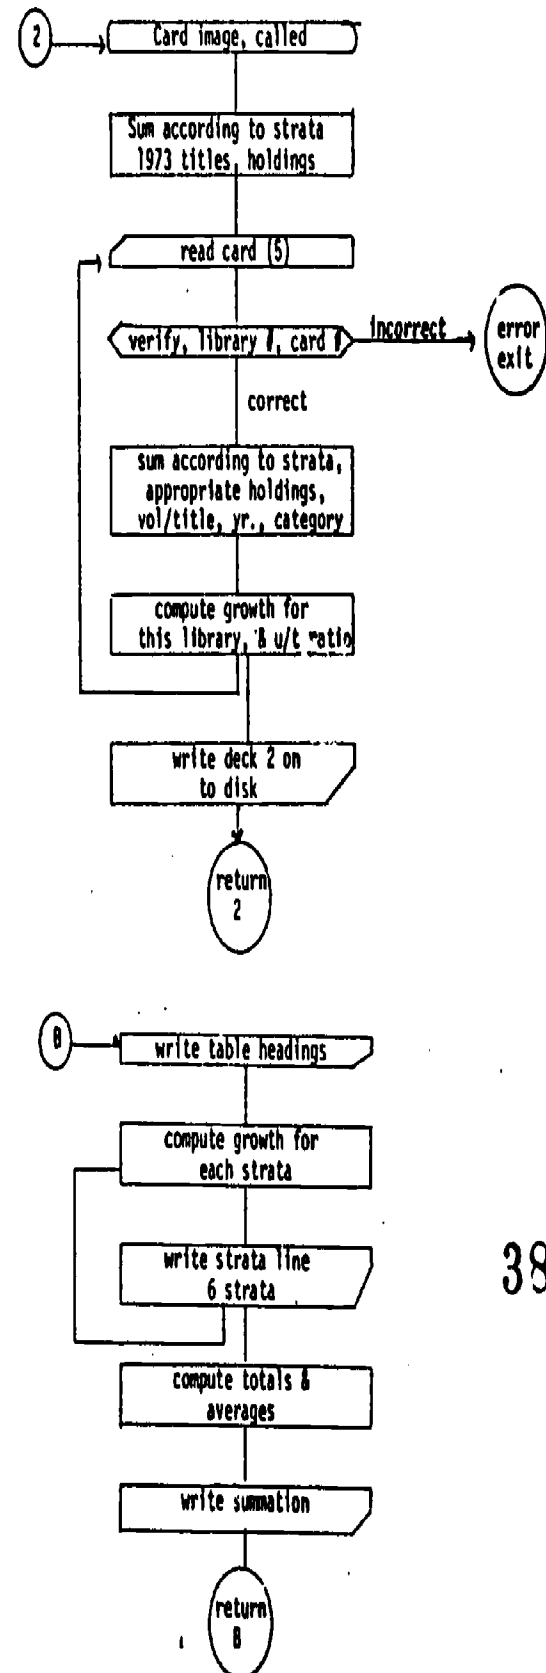 2
Card image, called
Sum according to strata
1973 titles, holdings
read card (5)
verify, library #, card #
incorrect
error
exit
correct
sum according to strata,
appropriate holdings,
vol/title, yr., category
compute growth for
this library, & v/t ratio
write deck 2 on
to disk
return
2
B
write table headings
compute growth for
each strata
write strata line
6 strata
38
compute totals &
averages
write summation
return
B